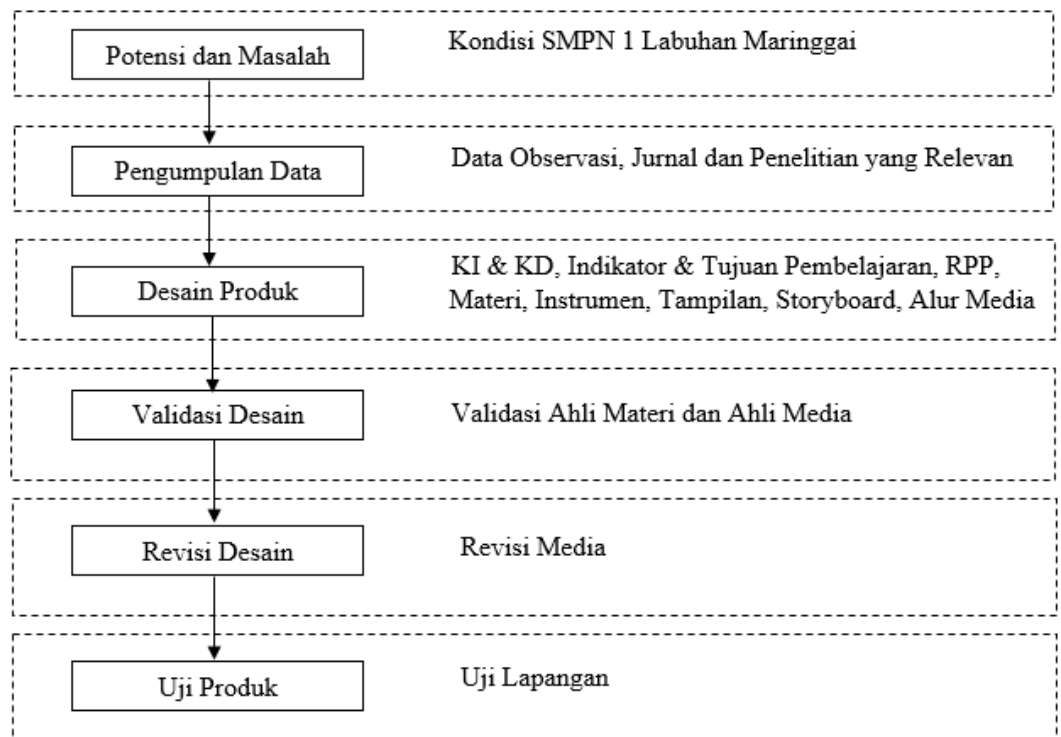 Potensi dan Masalah
Kondisi SMPN 1 Labuhan Maringgai
Pengumpulan Data
Data Observasi, Jurnal dan Penelitian yang Relevan
Desain Produk
KI & KD, Indikator & Tujuan Pembelajaran, RPP,
Materi, Instrumen, Tampilan, Storyboard, Alur Media
Validasi Desain
Validasi Ahli Materi dan Ahli Media
Revisi Desain
Revisi Media
Uji Produk
Uji Lapangan